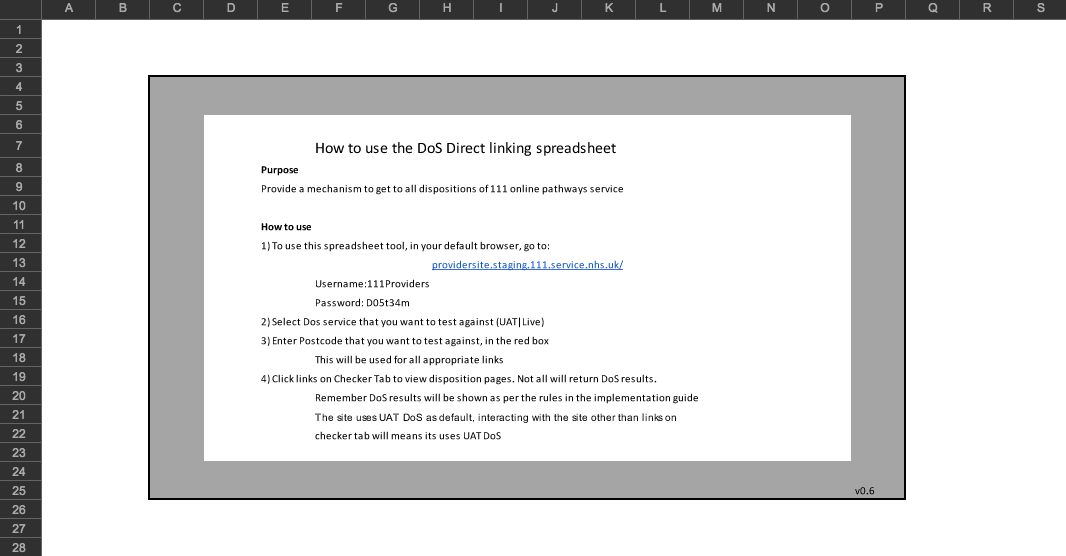 A B C D E F G H I J K L M N O P Q R S
1
2
3
4
5
6
7 How to use the DoS Direct linking spreadsheet
8 Purpose
9 Provide a mechanism to get to all dispositions of 111 online pathways service
10
11 How to use
12 1) To use this spreadsheet tool, in your default browser, go to:
13 providersite.staging.111.service.nhs.uk/
14 Username:111Providers
15 Password: D05t34m
16 2) Select Dos service that you want to test against (UAT|Live)
17 3) Enter Postcode that you want to test against, in the red box
18 This will be used for all appropriate links
19 4) Click links on Checker Tab to view disposition pages. Not all will return DoS results.
20 Remember DoS results will be shown as per the rules in the implementation guide
21 The site uses UAT DoS as default, interacting with the site other than links on
22 checker tab will means its uses UAT DoS
23
24
25 v0.6
26
27
28